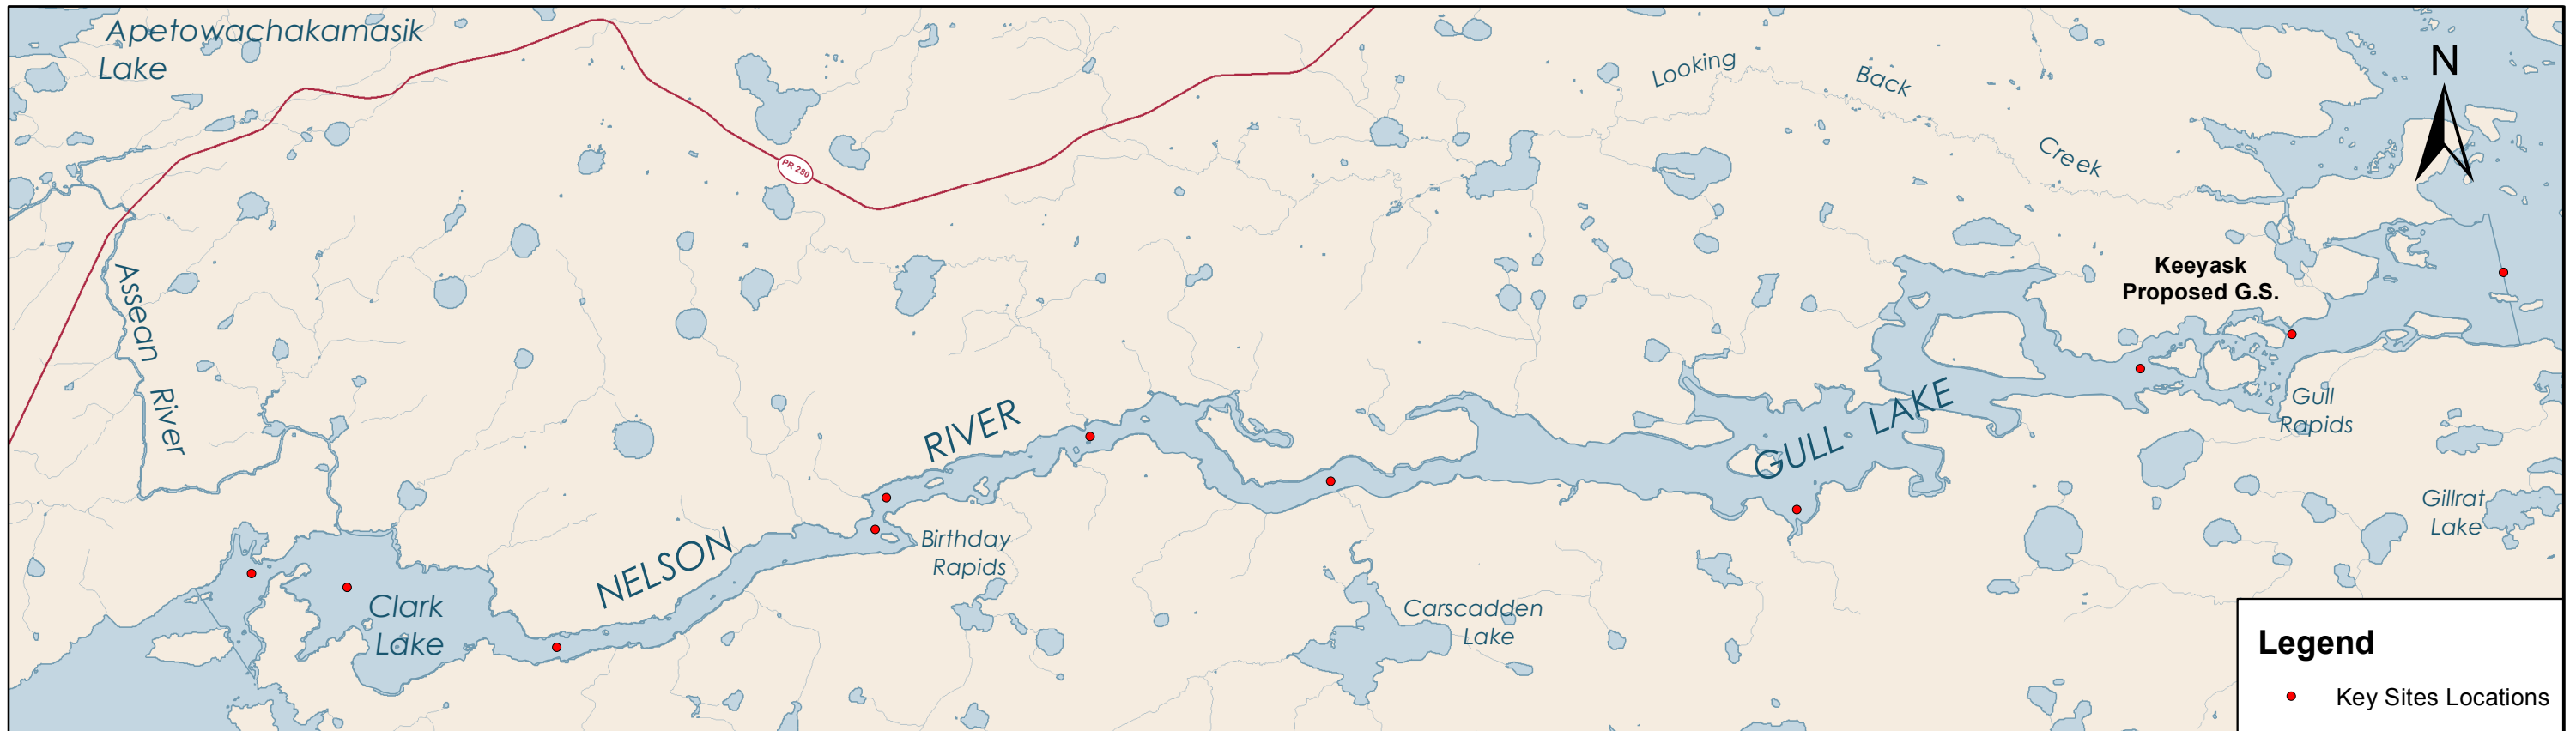 Apetowachakamasik
Lake
N
Looking
Back
Creek
PR 280
Keeyask
Proposed G.S.
Assean
River
GULL LAKE
Gull
Rapids
RIVER
Gillrat
Lake
NELSON
Birthday
Rapids
Clark
Lake
Carscadden
Lake
Legend
Key Sites Locations